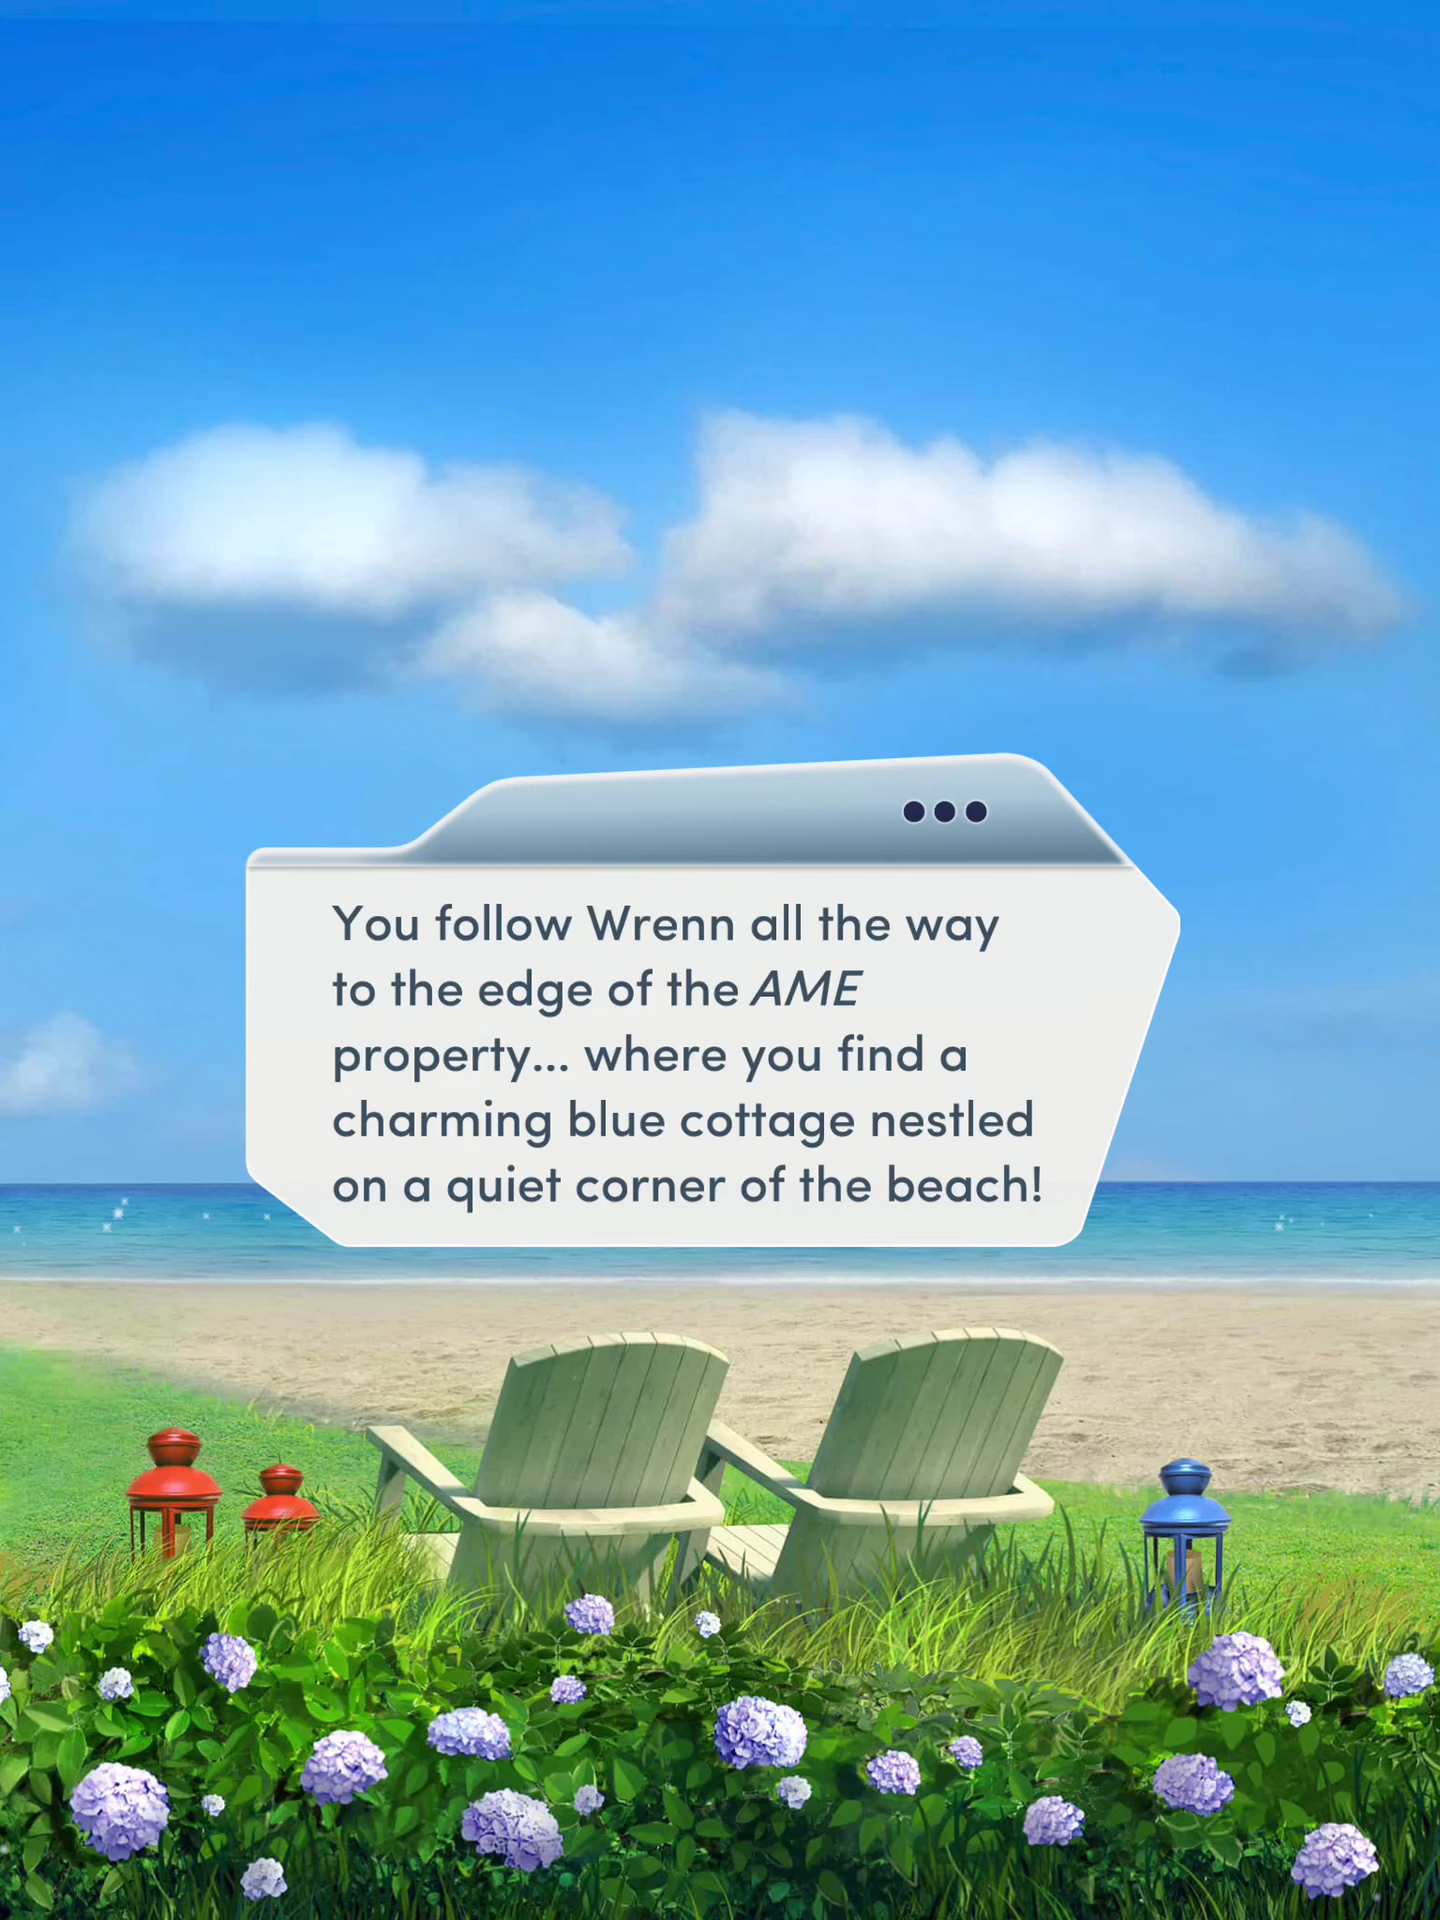 You follow Wrenn all the way
to the edge of the AME
property... where you find a
charming blue cottage nestled
on a quiet corner of the beach!